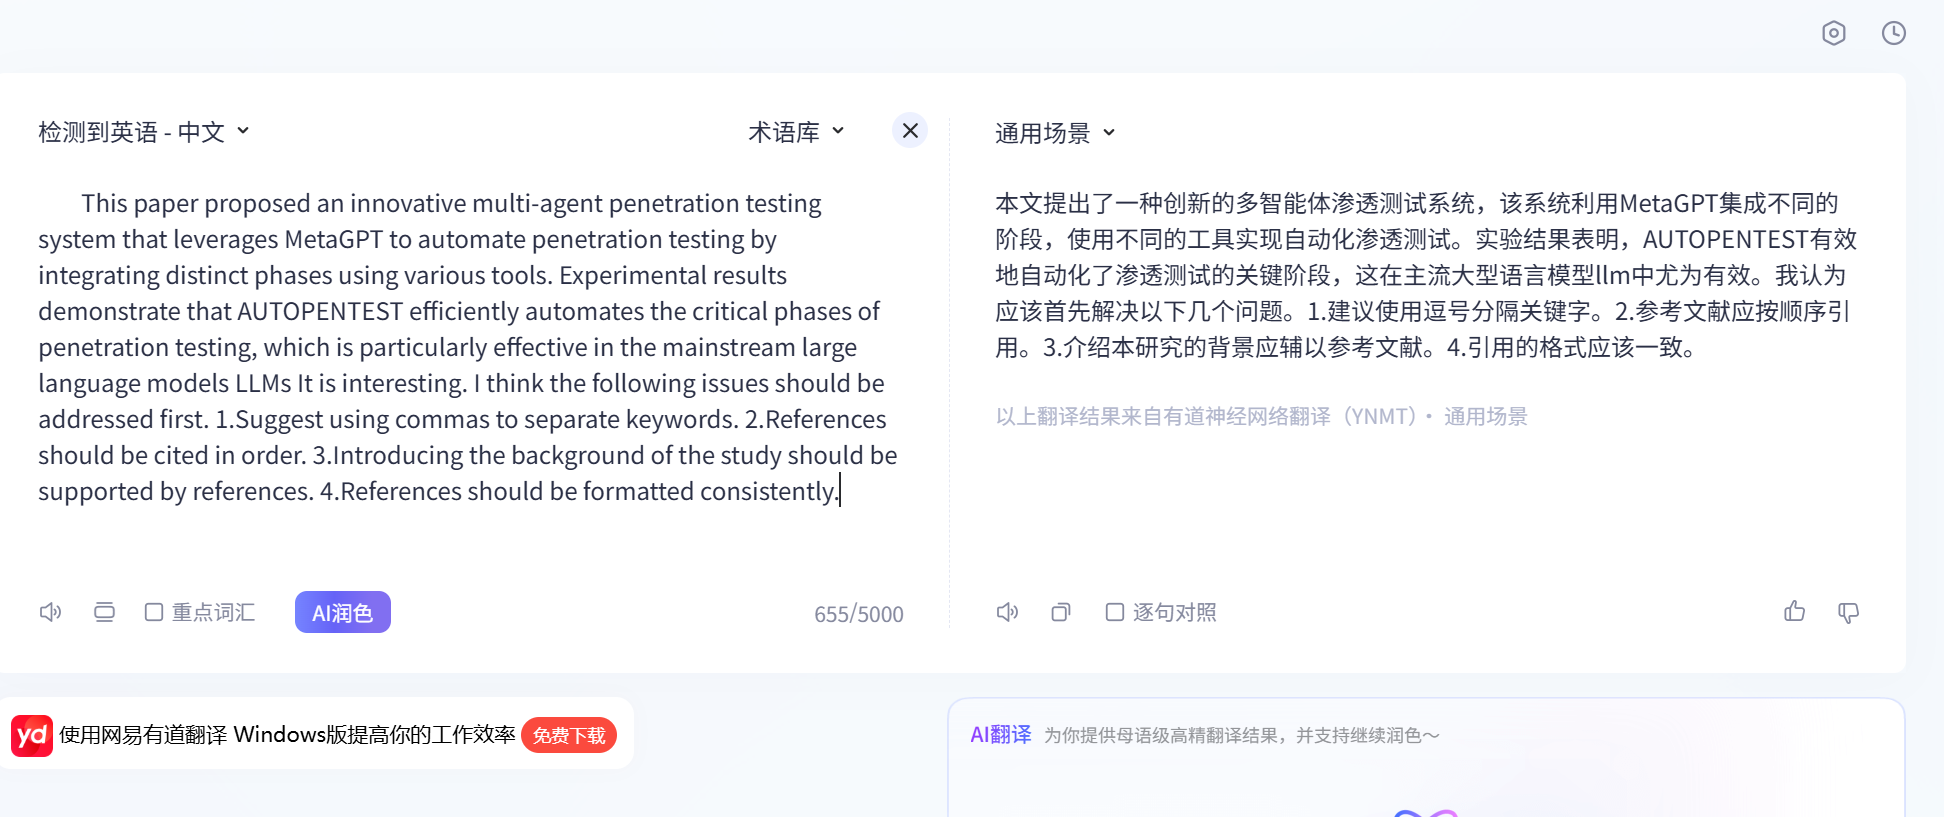 检测到英语 - 中文
术语库
通用场景
This paper proposed an innovative multi-agent penetration testing
system that leverages MetaGPT to automate penetration testing by
integrating distinct phases using various tools. Experimental results
demonstrate that AUTOPENTEST efficiently automates the critical phases of
penetration testing, which is particularly effective in the mainstream large
language models LLMs It is interesting. I think the following issues should be
addressed first. 1.Suggest using commas to separate keywords. 2.References
should be cited in order. 3.Introducing the background of the study should be
supported by references. 4.References should be formatted consistently.
重点词汇
AI润色
655/5000
本文提出了一种创新的多智能体渗透测试系统，该系统利用MetaGPT集成不同的
阶段，使用不同的工具实现自动化渗透测试。实验结果表明，AUTOPENTEST有效
地自动化了渗透测试的关键阶段，这在主流大型语言模型llm中尤为有效。我认为
应该首先解决以下几个问题。1.建议使用逗号分隔关键字。2.参考文献应按顺序引
用。3.介绍本研究的背景应辅以参考文献。4.引用的格式应该一致。
以上翻译结果来自有道神经网络翻译（YNMT）· 通用场景
逐句对照
yd 使用网易有道翻译 Windows版提高你的工作效率 免费下载
AI翻译 为你提供母语级高精翻译结果，并支持继续润色～